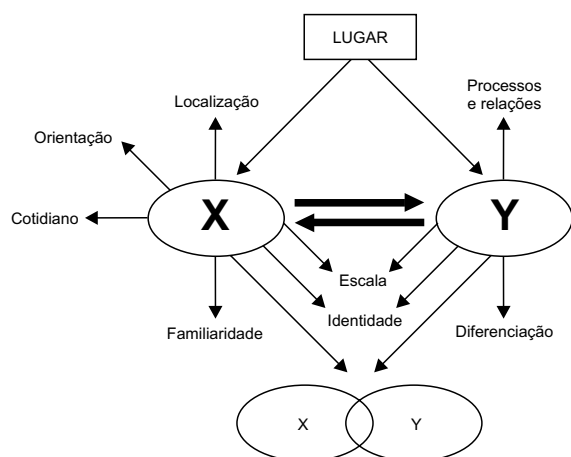 LUGAR
Processos
e relações
Localização
Orientação
X
Y
Cotidiano
Escala
Identidade
Familiaridade
Diferenciação
X
Y